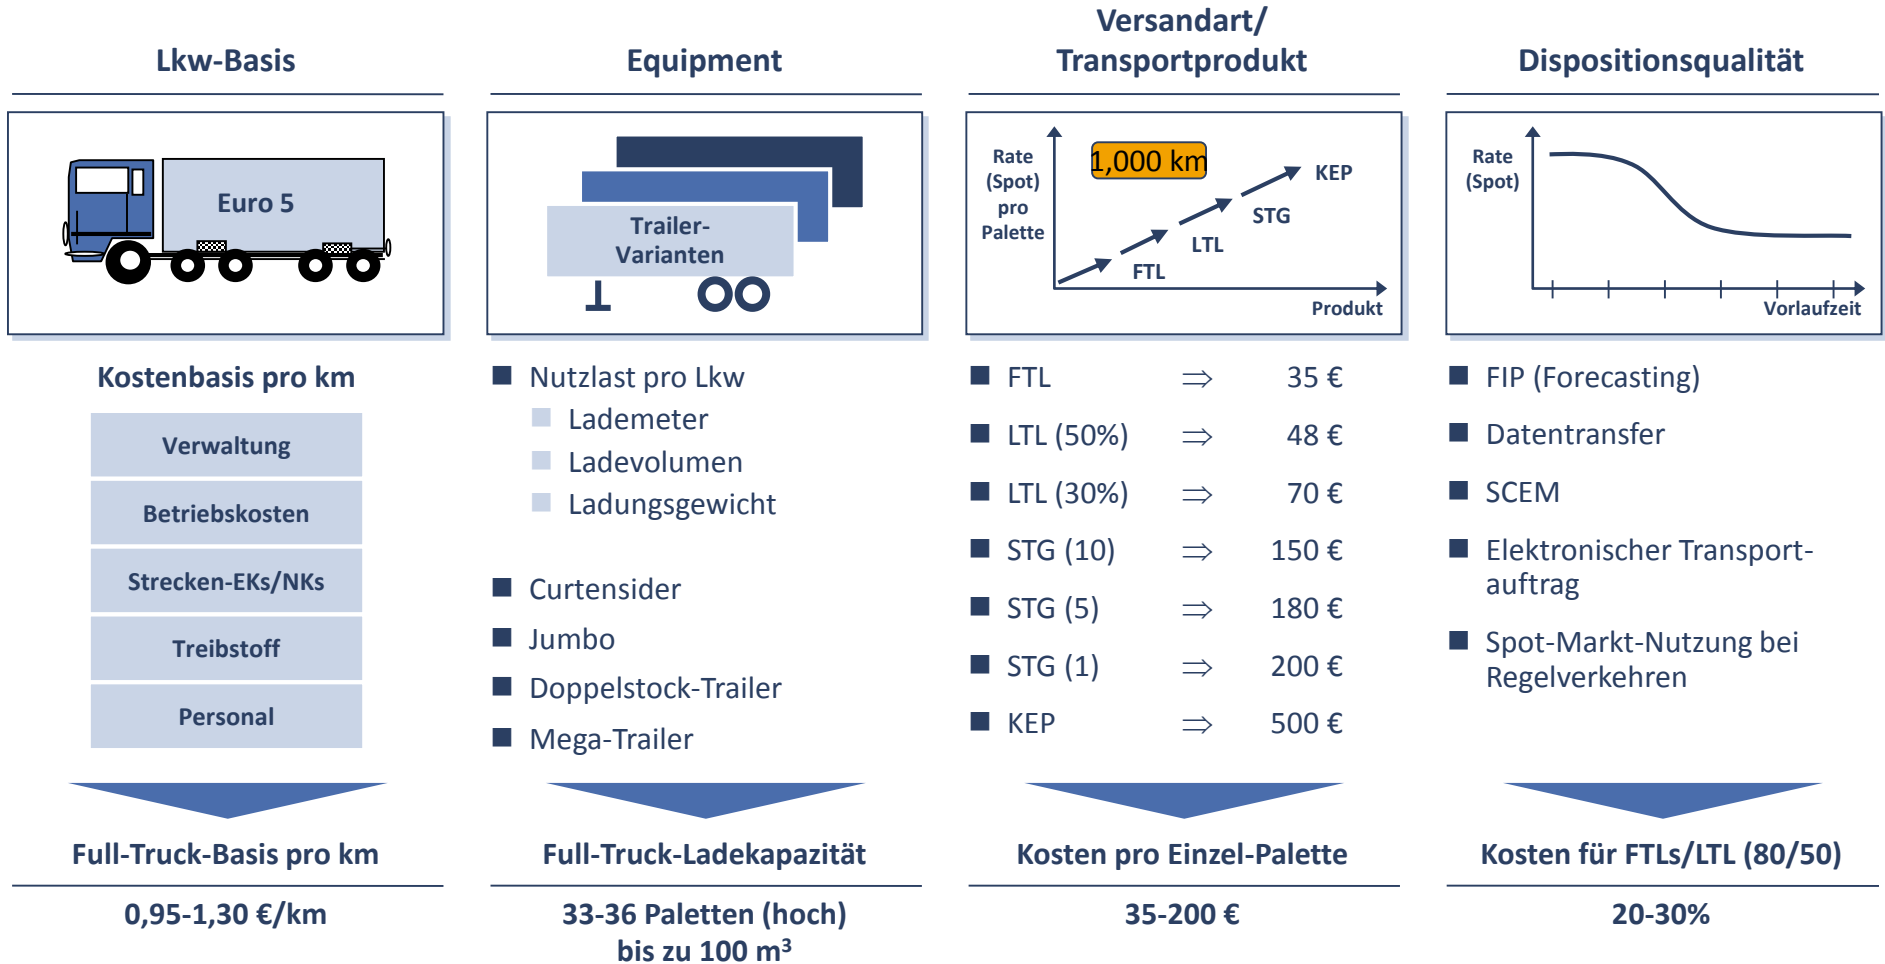 Lkw-Basis
Euro 5
Kostenbasis pro km
Verwaltung
Betriebskosten
Strecken-EKs/NKs
Treibstoff
Personal
Full-Truck-Basis pro km
0,95-1,30 €/km
Equipment
Trailer-
Varianten
Nutzlast pro Lkw
Lademeter
Ladevolumen
Ladungsgewicht
Curtensider
Jumbo
Doppelstock-Trailer
Mega-Trailer
Full-Truck-Ladekapazität
33-36 Paletten (hoch)
bis zu 100 m³
Versandart/
Transportprodukt
Rate
(Spot)
pro
Palette
1,000 km
KEP
STG
LTL
FTL
Produkt
FTL ⇒ 35 €
LTL (50%) ⇒ 48 €
LTL (30%) ⇒ 70 €
STG (10) ⇒ 150 €
STG (5) ⇒ 180 €
STG (1) ⇒ 200 €
KEP ⇒ 500 €
Kosten pro Einzel-Palette
35-200 €
Dispositionsqualität
Rate
(Spot)
Vorlaufzeit
FIP (Forecasting)
Datentransfer
SCEM
Elektronischer Transport-
auftrag
Spot-Markt-Nutzung bei
Regelverkehren
Kosten für FTLs/LTL (80/50)
20-30%